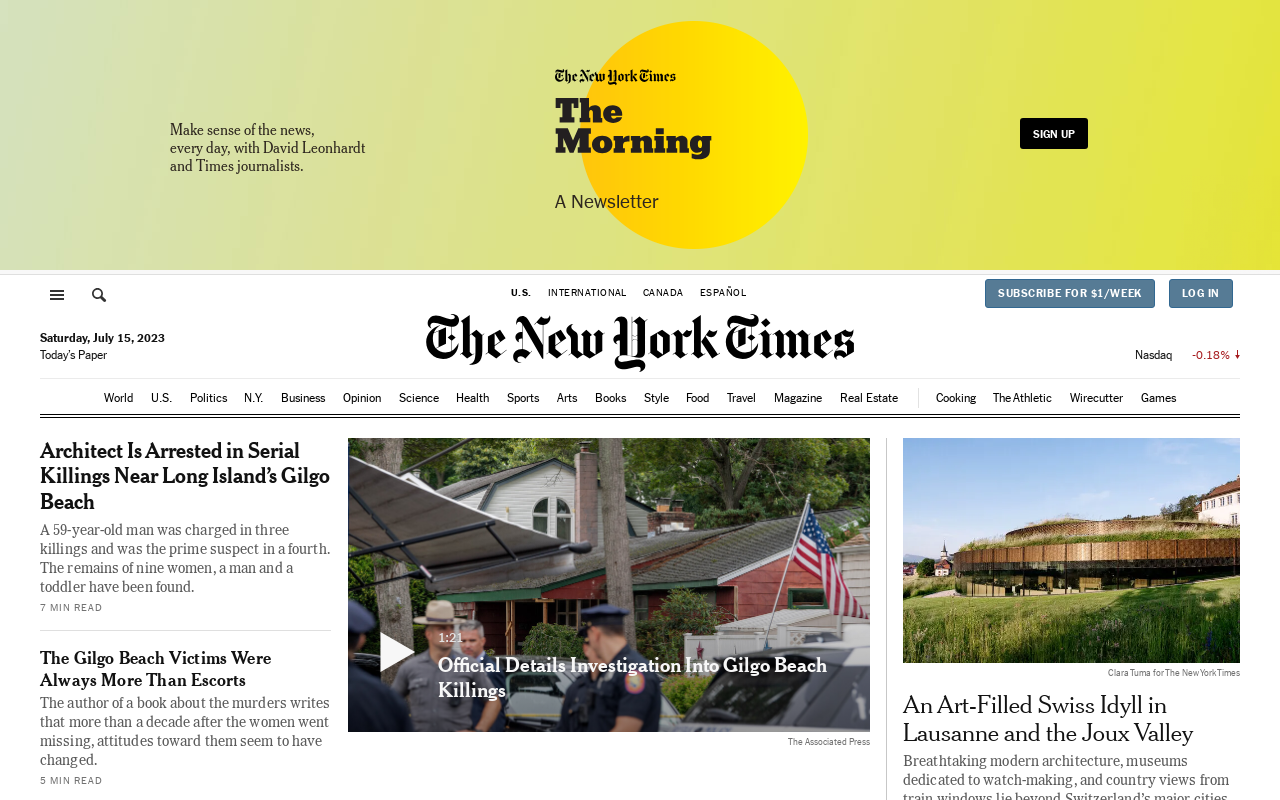 Make sense of the news,
every day, with David Leonhardt
and Times journalists.
The New York Times
The
Morning
A Newsletter
SIGN UP
U.S. INTERNATIONAL CANADA ESPAÑOL
SUBSCRIBE FOR $1/WEEK LOG IN
Saturday, July 15, 2023
Today's Paper
The New York Times
Nasdaq -0.18%
World U.S. Politics N.Y. Business Opinion Science Health Sports Arts Books Style Food Travel Magazine Real Estate Cooking The Athletic Wirecutter Games
Architect Is Arrested in Serial
Killings Near Long Island's Gilgo
Beach
A 59-year-old man was charged in three
killings and was the prime suspect in a fourth.
The remains of nine women, a man and a
toddler have been found.
7 MIN READ
The Gilgo Beach Victims Were
Always More Than Escorts
The author of a book about the murders writes
that more than a decade after the women went
missing, attitudes toward them seem to have
changed.
5 MIN READ
1:21
Official Details Investigation Into Gilgo Beach
Killings
The Associated Press
Clara Tuma for The New York Times
An Art-Filled Swiss Idyll in
Lausanne and the Joux Valley
Breathtaking modern architecture, museums
dedicated to watch-making, and country views from
train windows lie beyond Switzerland's major cities